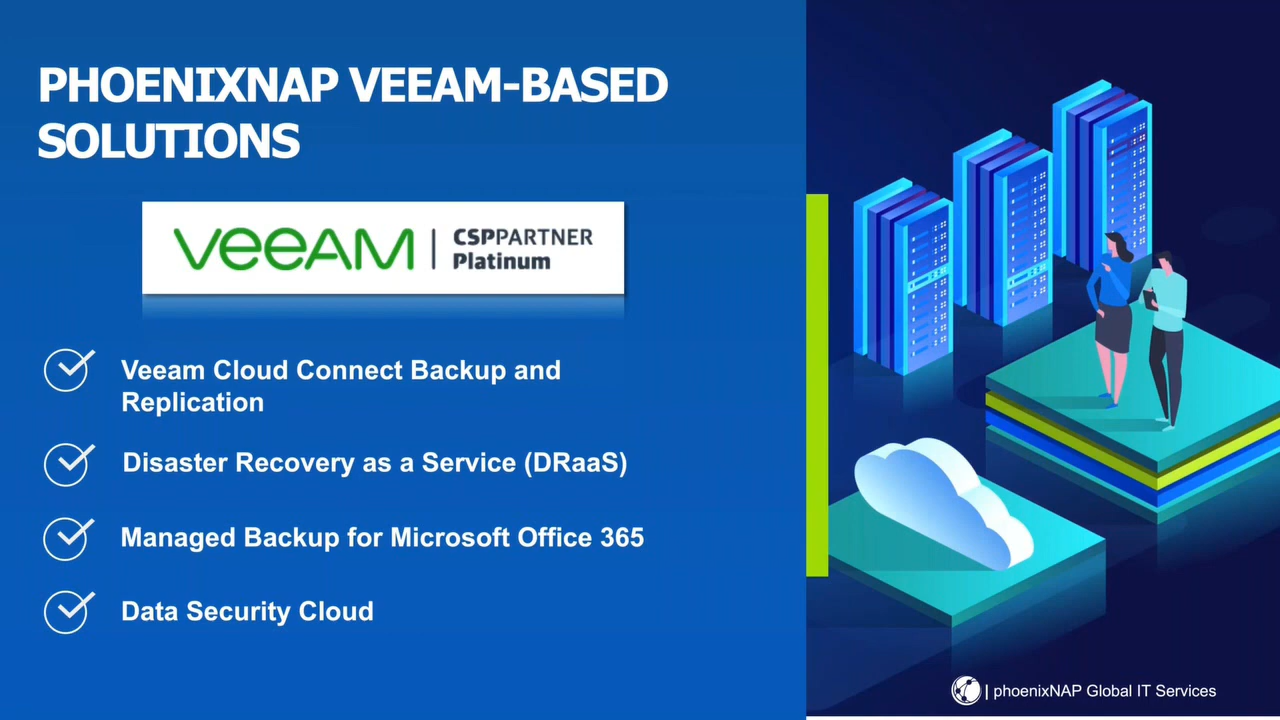 PHOENIXNAP VEEAM-BASED
SOLUTIONS
veeAM | CSPPARTNER
Platinum
Veeam Cloud Connect Backup and
Replication
Disaster Recovery as a Service (DRaaS)
Managed Backup for Microsoft Office 365
Data Security Cloud
| phoenixNAP Global IT Services